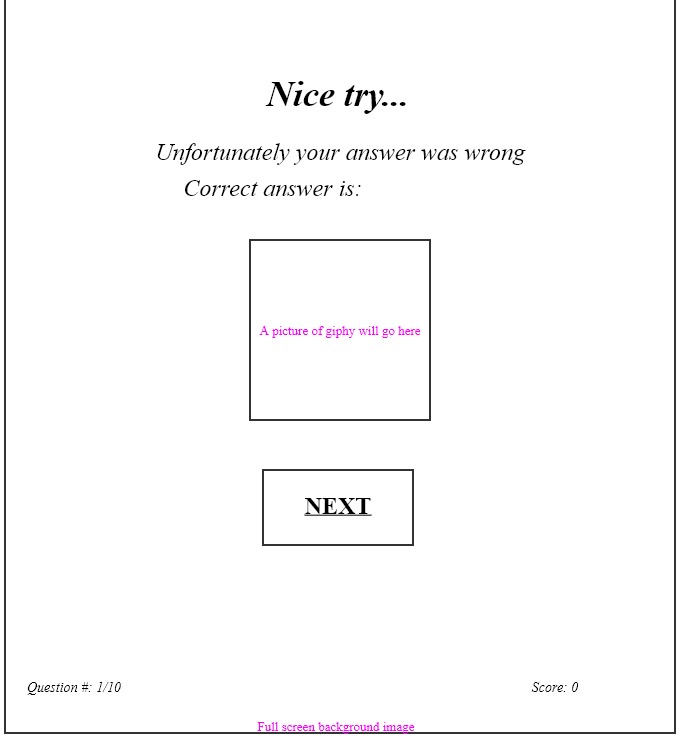 Nice try...
Unfortunately your answer was wrong
Correct answer is:
A picture of giphy will go here
NEXT
Question #: 1/10
Score: 0
Full screen background image